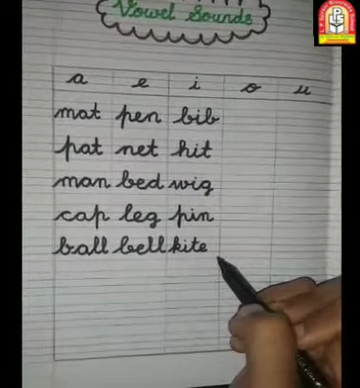 Vowel Sounds
a e i o u
mat pen bib
pat net hit
man bed wig
cap leg pin
ball bell kite